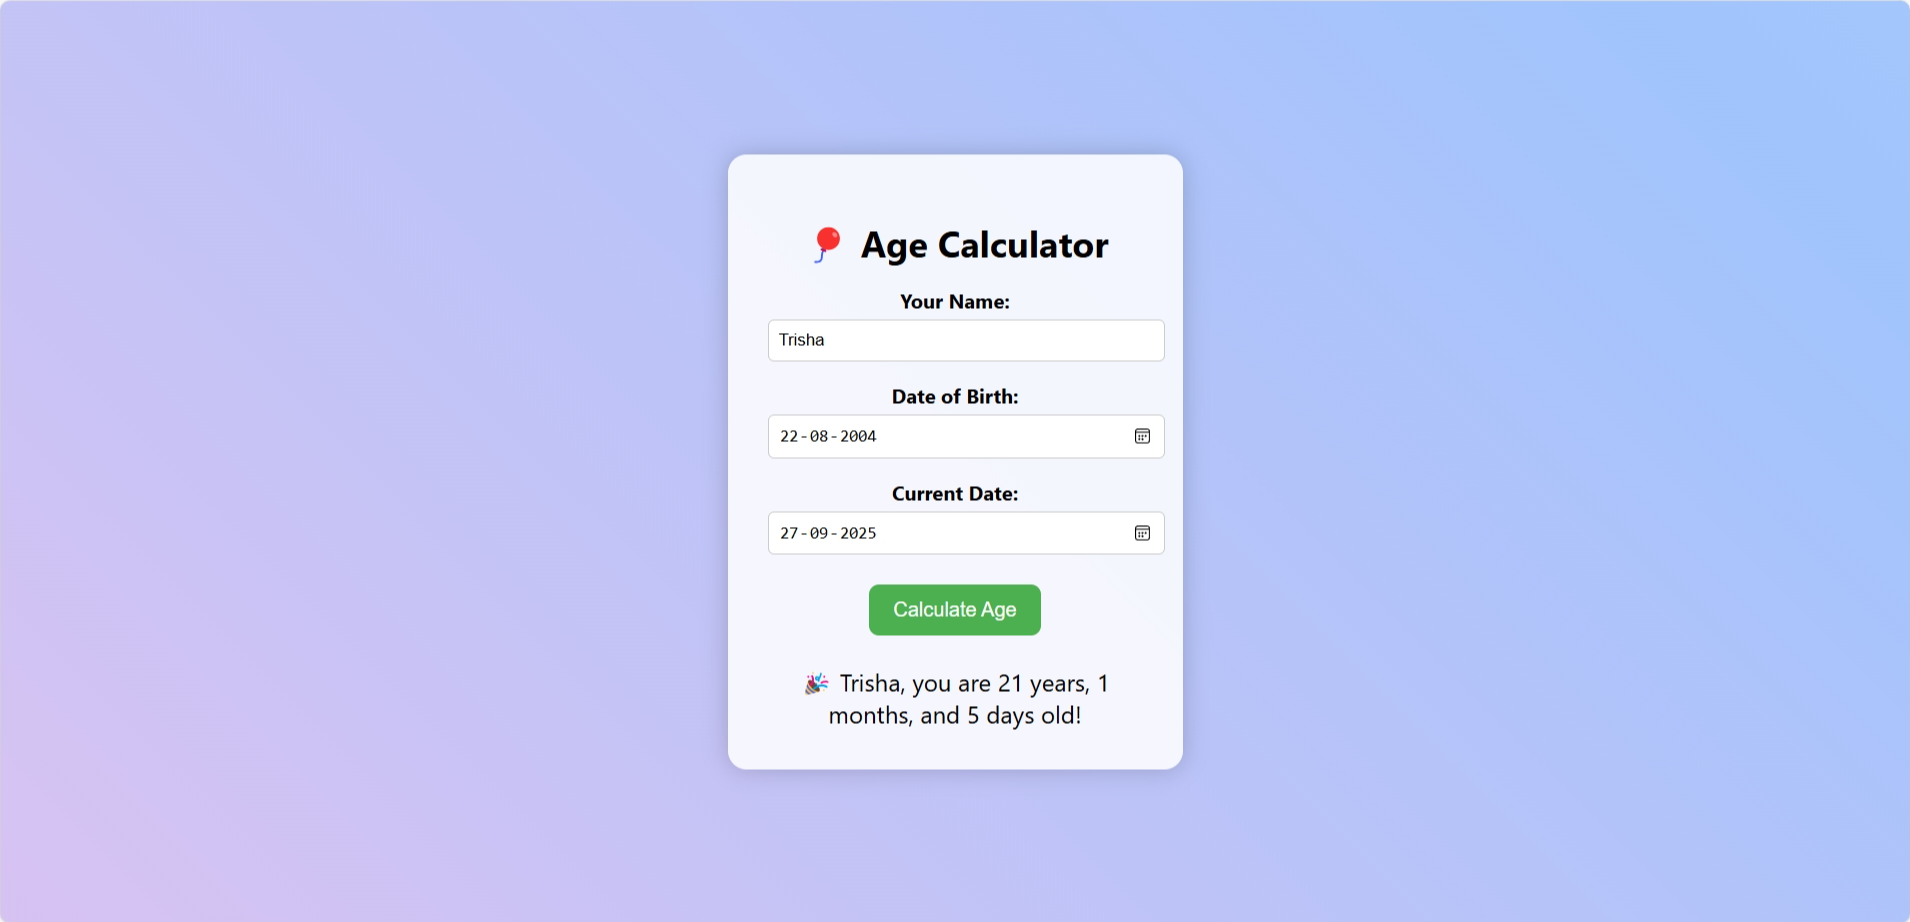 🎈 Age Calculator
Your Name:
Trisha
Date of Birth:
22-08-2004
Current Date:
27-09-2025
Calculate Age
🎉 Trisha, you are 21 years, 1
months, and 5 days old!